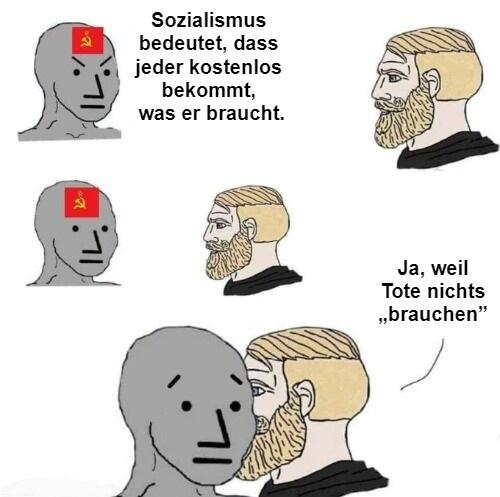 Sozialismus
bedeutet, dass
jeder kostenlos
bekommt,
was er braucht.
Ja, weil
Tote nichts
„brauchen”